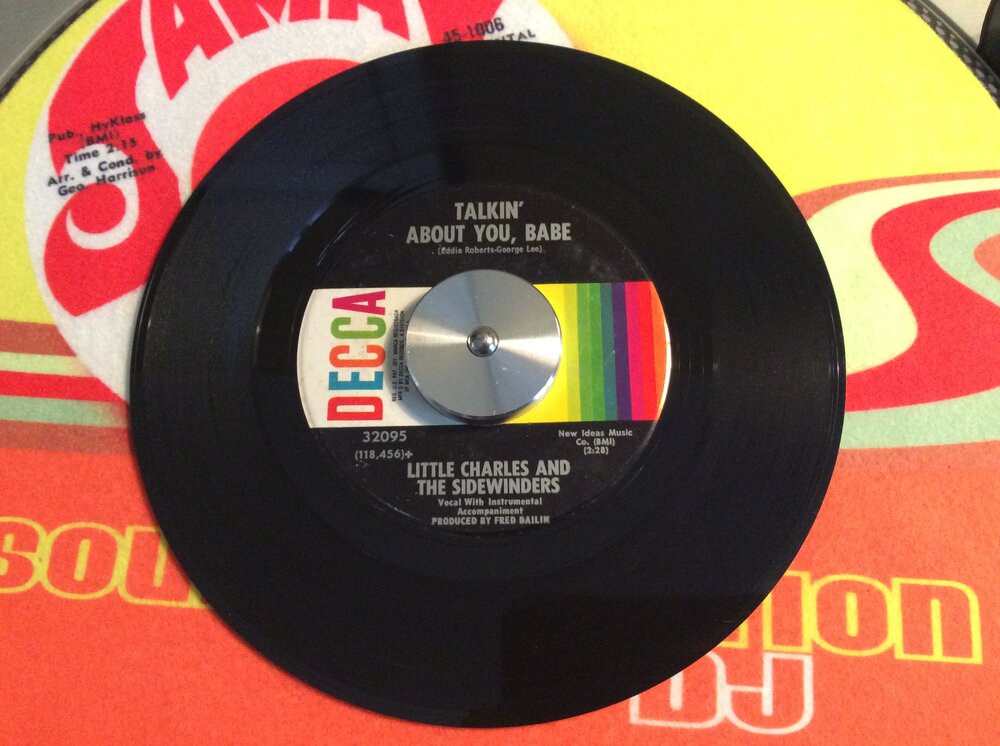 JAMA
45-1006
Pub., HyKlass
(BMI)
Time 2:15
Arr. & Cond. by
Geo Harrison
TALKIN'
ABOUT YOU, BABE
(Eddie Roberts-George Lee)
DECCA
32095
(118,456)+
New Ideas Music
Co. (BMI)
(2:28)
LITTLE CHARLES AND
THE SIDEWINDERS
Vocal With Instrumental
Accompaniment
PRODUCED BY FRED BAILIN
DJ